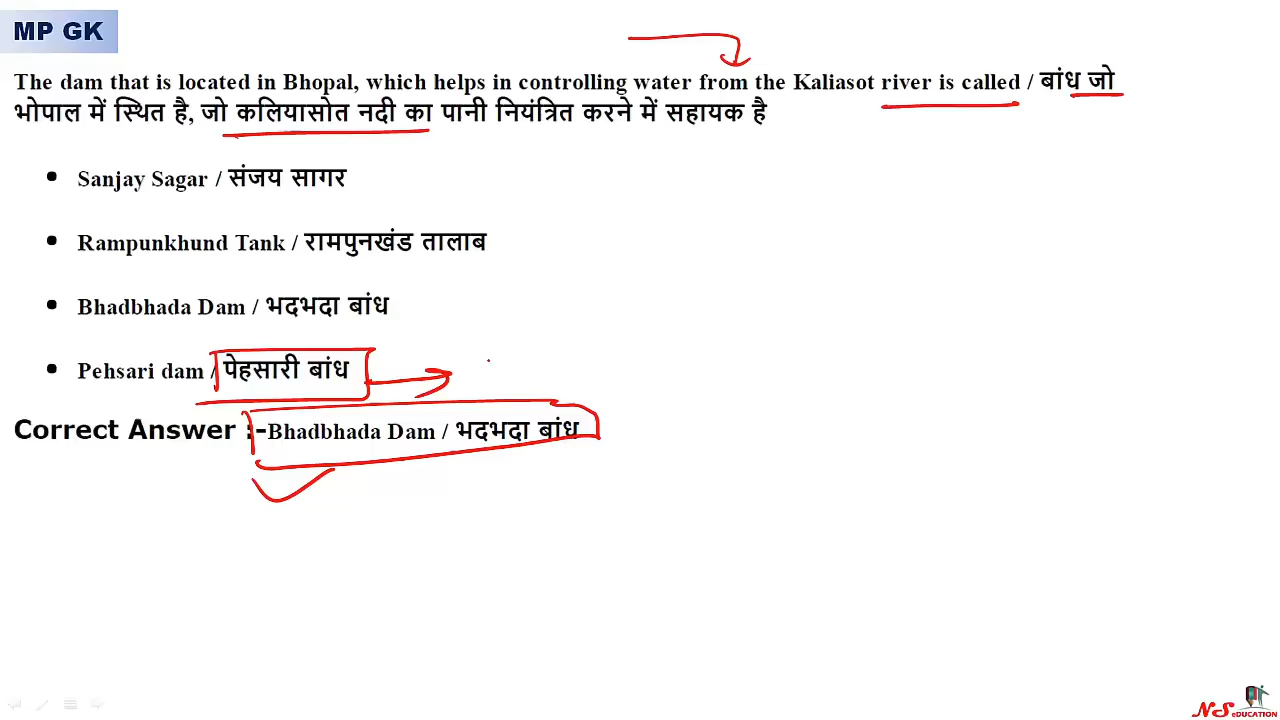 MP GK
The dam that is located in Bhopal, which helps in controlling water from the Kaliasot river is called / बांध जो
भोपाल में स्थित है, जो कलियासोत नदी का पानी नियंत्रित करने में सहायक है
• Sanjay Sagar / संजय सागर
• Rampunkhund Tank / रामपुनखंड तालाब
• Bhadbhada Dam / भदभदा बांध
• Pehsari dam / पेहसारी बांध
Correct Answer :-Bhadbhada Dam / भदभदा बांध
NS eDUCATION